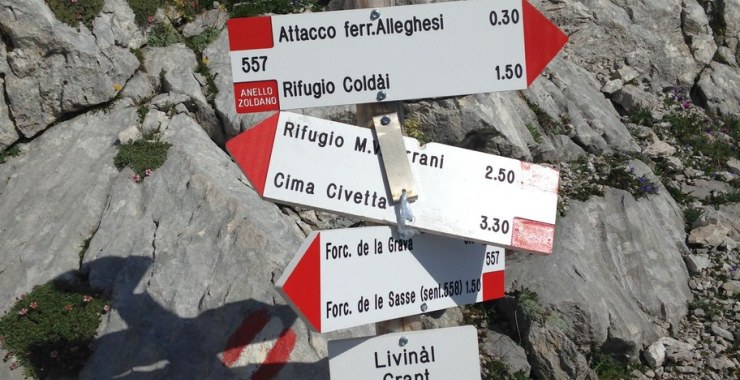 Attacco ferr.Alleghesi 0.30
557
Rifugio Coldài 1.50
ANELLO
ZOLDANO
Rifugio 2.50
Cima Civetta 3.30
Forc. de la Grava
557
Forc. de le Sasse (sent.558) 1.50
Livinàl